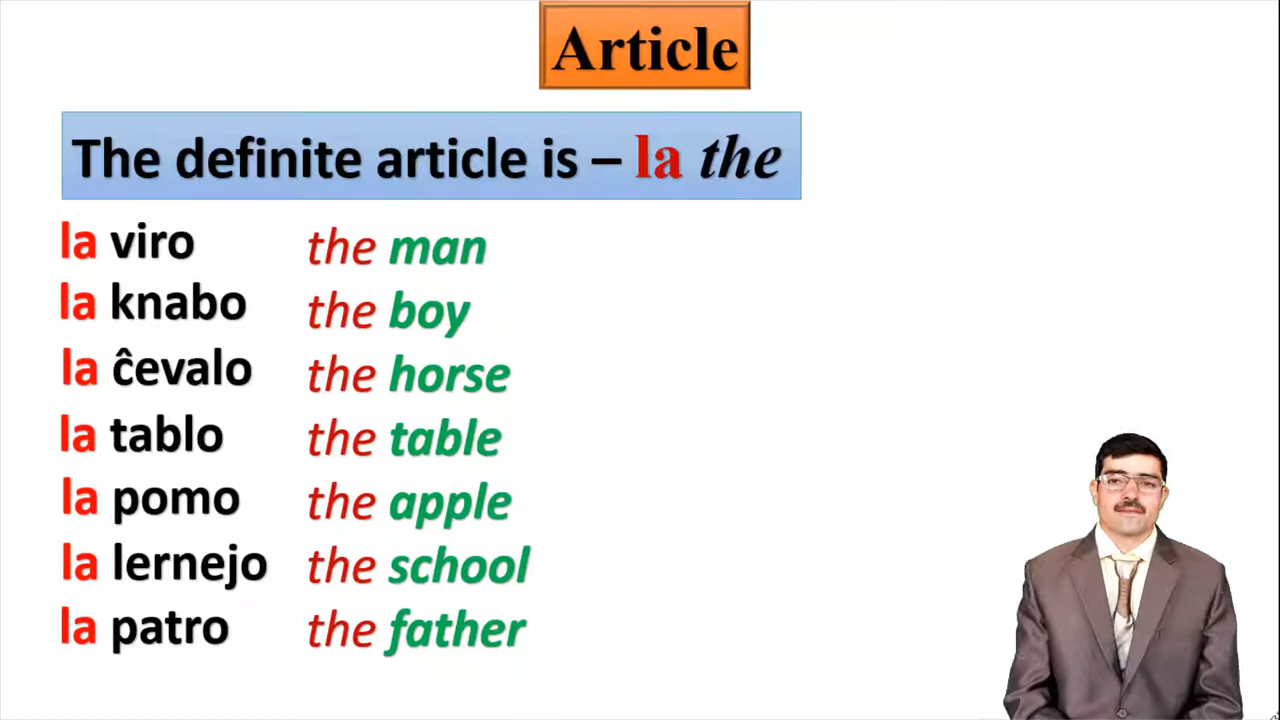 Article
The definite article is – la the
la viro the man
la knabo the boy
la ĉevalo the horse
la tablo the table
la pomo the apple
la lernejo the school
la patro the father